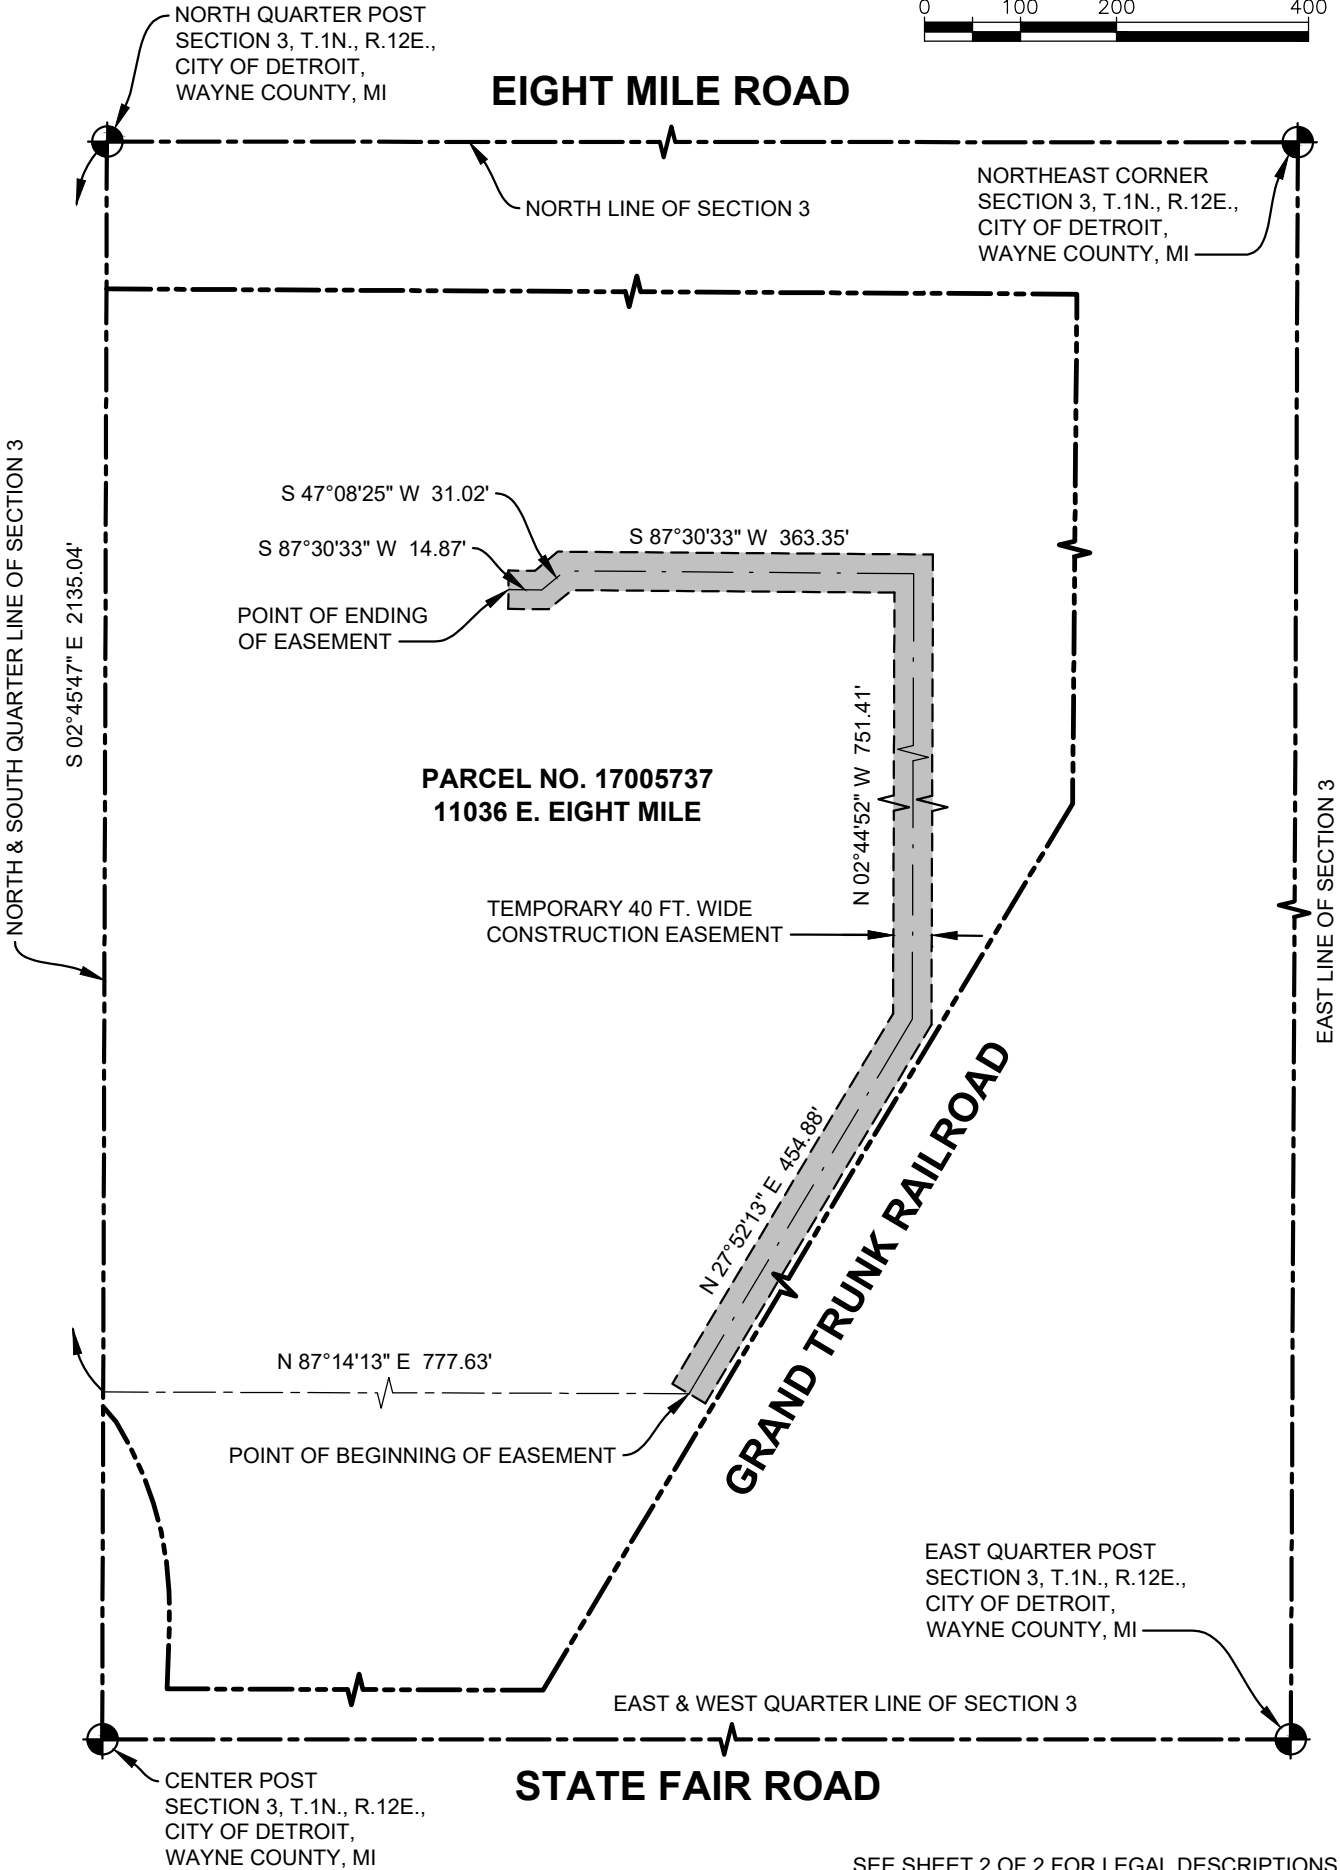 NORTH QUARTER POST
SECTION 3, T.1N., R.12E.,
CITY OF DETROIT,
WAYNE COUNTY, MI
0 100 200 400
EIGHT MILE ROAD
NORTH LINE OF SECTION 3
NORTHEAST CORNER
SECTION 3, T.1N., R.12E.,
CITY OF DETROIT,
WAYNE COUNTY, MI
NORTH & SOUTH QUARTER LINE OF SECTION 3
S 02°45'47" E 2135.04'
S 47°08'25" W 31.02'
S 87°30'33" W 14.87'
S 87°30'33" W 363.35'
POINT OF ENDING
OF EASEMENT
N 02°44'52" W 751.41'
PARCEL NO. 17005737
11036 E. EIGHT MILE
TEMPORARY 40 FT. WIDE
CONSTRUCTION EASEMENT
EAST LINE OF SECTION 3
N 27°52'13" E 454.88'
GRAND TRUNK RAILROAD
N 87°14'13" E 777.63'
POINT OF BEGINNING OF EASEMENT
EAST QUARTER POST
SECTION 3, T.1N., R.12E.,
CITY OF DETROIT,
WAYNE COUNTY, MI
EAST & WEST QUARTER LINE OF SECTION 3
STATE FAIR ROAD
CENTER POST
SECTION 3, T.1N., R.12E.,
CITY OF DETROIT,
WAYNE COUNTY, MI
SEE SHEET 2 OF 2 FOR LEGAL DESCRIPTIONS